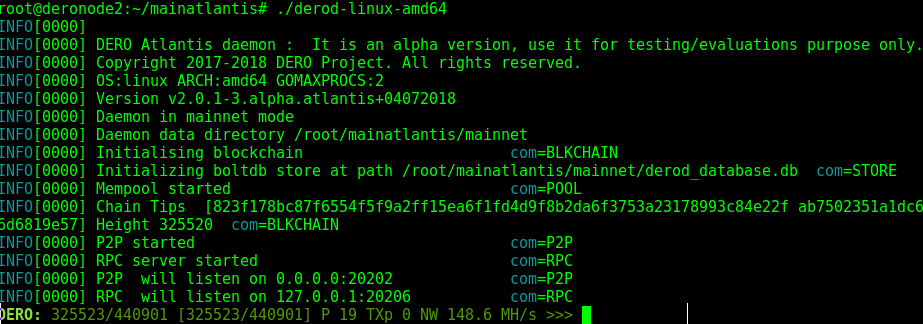 root@deronode2:~/mainatlantis# ./derod-linux-amd64
INFO[0000]
INFO[0000] DERO Atlantis daemon :  It is an alpha version, use it for testing/evaluations purpose only.
INFO[0000] Copyright 2017-2018 DERO Project. All rights reserved.
INFO[0000] OS:linux ARCH:amd64 GOMAXPROCS:2
INFO[0000] Version v2.0.1-3.alpha.atlantis+04072018
INFO[0000] Daemon in mainnet mode
INFO[0000] Daemon data directory /root/mainatlantis/mainnet
INFO[0000] Initialising blockchain                       com=BLKCHAIN
INFO[0000] Initializing boltdb store at path /root/mainatlantis/mainnet/derod_database.db  com=STORE
INFO[0000] Mempool started                               com=POOL
INFO[0000] Chain Tips  [823f178bc87f6554f5f9a2ff15ea6f1fd4d9f8b2da6f3753a23178993c84e22f ab7502351a1dc6
6d6819e57] Height 325520  com=BLKCHAIN
INFO[0000] P2P started                                   com=P2P
INFO[0000] RPC server started                            com=RPC
INFO[0000] P2P  will listen on 0.0.0.0:20202             com=P2P
INFO[0000] RPC  will listen on 127.0.0.1:20206           com=RPC
DERO: 325523/440901 [325523/440901] P 19 TXp 0 NW 148.6 MH/s >>>